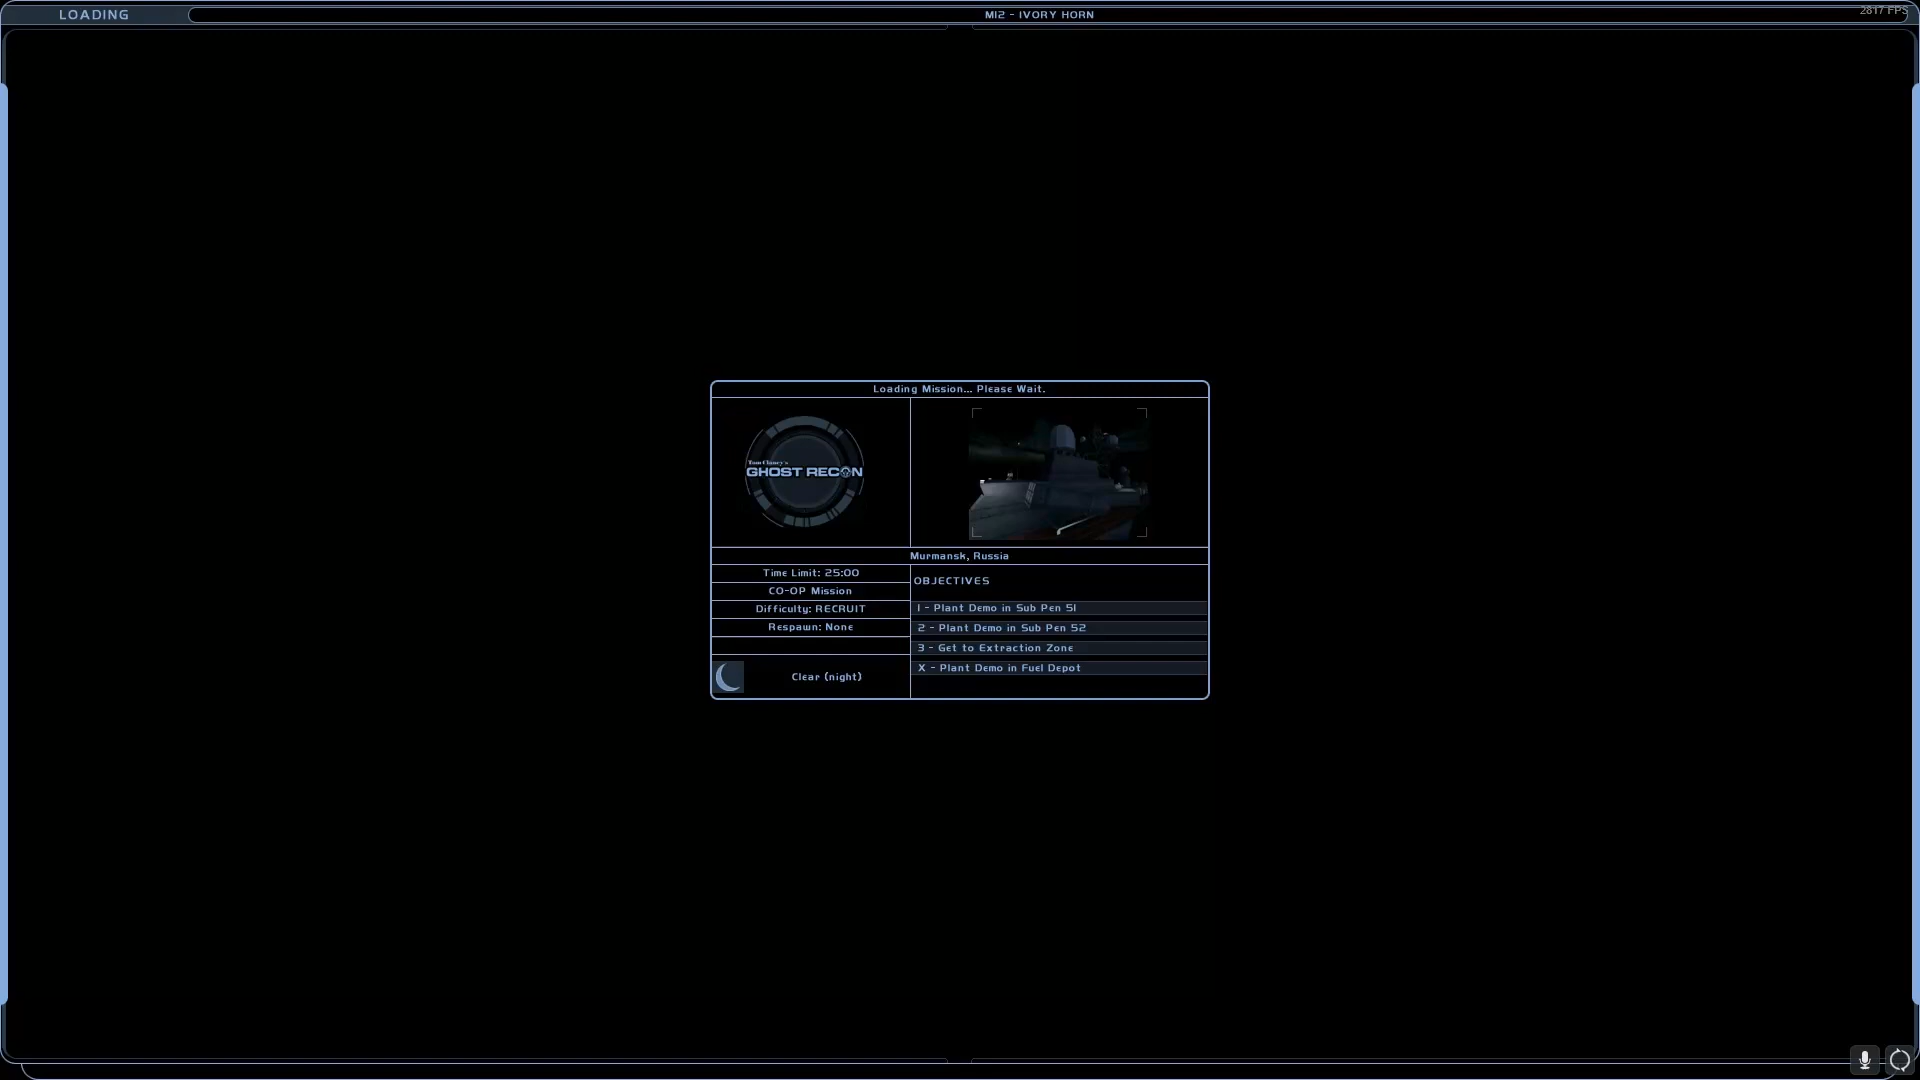 LOADING
M12 - IVORY HORN
2817 FPS
Loading Mission... Please Wait.
Tom Clancy's
GHOST RECON
Murmansk, Russia
Time Limit: 25:00
CO-OP Mission
Difficulty: RECRUIT
Respawn: None
Clear (night)
OBJECTIVES
1 - Plant Demo in Sub Pen 51
2 - Plant Demo in Sub Pen 52
3 - Get to Extraction Zone
X - Plant Demo in Fuel Depot